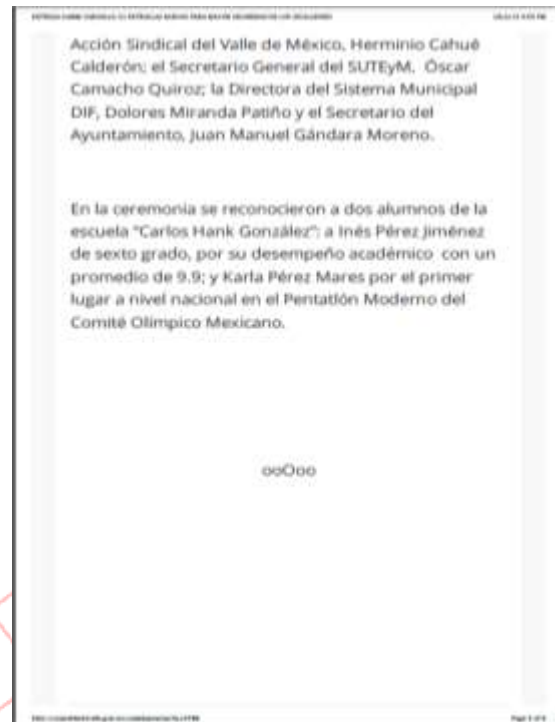 Acción Sindical del Valle de México, Herminio Cahué
Calderón; el Secretario General del SUTEyM, Óscar
Camacho Quiroz; la Directora del Sistema Municipal
DIF, Dolores Miranda Patiño y el Secretario del
Ayuntamiento, Juan Manuel Gándara Moreno.
En la ceremonia se reconocieron a dos alumnos de la
escuela "Carlos Hank González": a Inés Pérez Jiménez
de sexto grado, por su desempeño académico con un
promedio de 9.9; y Karla Pérez Mares por el primer
lugar a nivel nacional en el Pentatlón Moderno del
Comité Olímpico Mexicano.
ooOoo